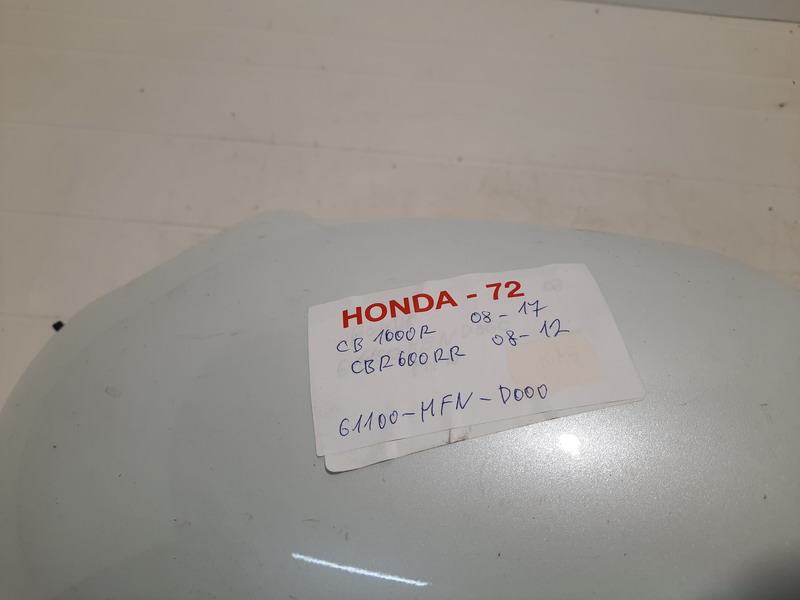 HONDA - 72
CB 1000R 08 - 17
CBR600RR 08 - 12
61100 - MFN - D000